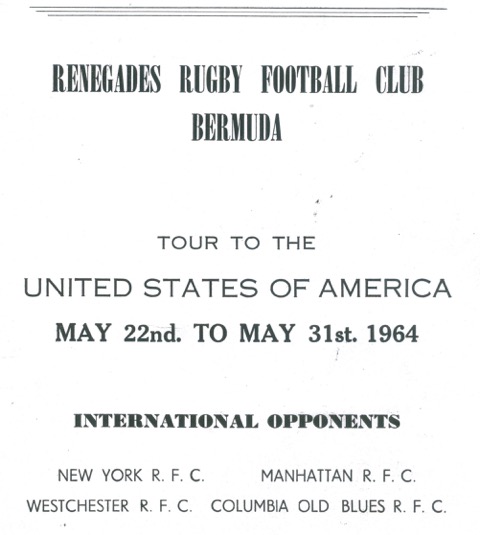 RENEGADES RUGBY FOOTBALL CLUB
BERMUDA
TOUR TO THE
UNITED STATES OF AMERICA
MAY 22nd. TO MAY 31st. 1964
INTERNATIONAL OPPONENTS
NEW YORK R. F. C. MANHATTAN R. F. C.
WESTCHESTER R. F. C. COLUMBIA OLD BLUES R. F. C.